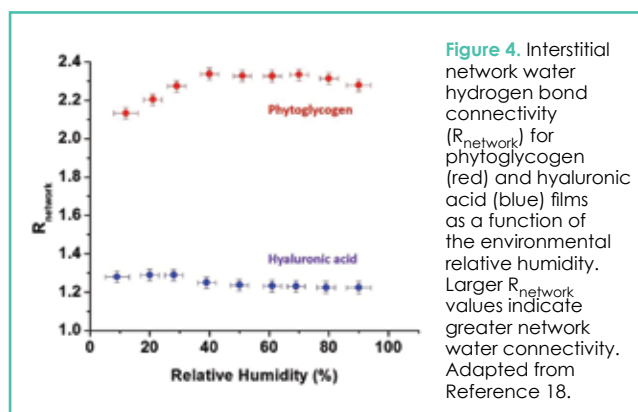 2.4
2.2
2.0
1.8
1.6
1.4
1.2
1.0
R network
Phytoglycogen
Hyaluronic acid
0 20 40 60 80 100
Relative Humidity (%)
Figure 4. Interstitial
network water
hydrogen bond
connectivity
(Rnetwork) for
phytoglycogen
(red) and hyaluronic
acid (blue) films
as a function of
the environmental
relative humidity.
Larger Rnetwork
values indicate
greater network
water connectivity.
Adapted from
Reference 18.